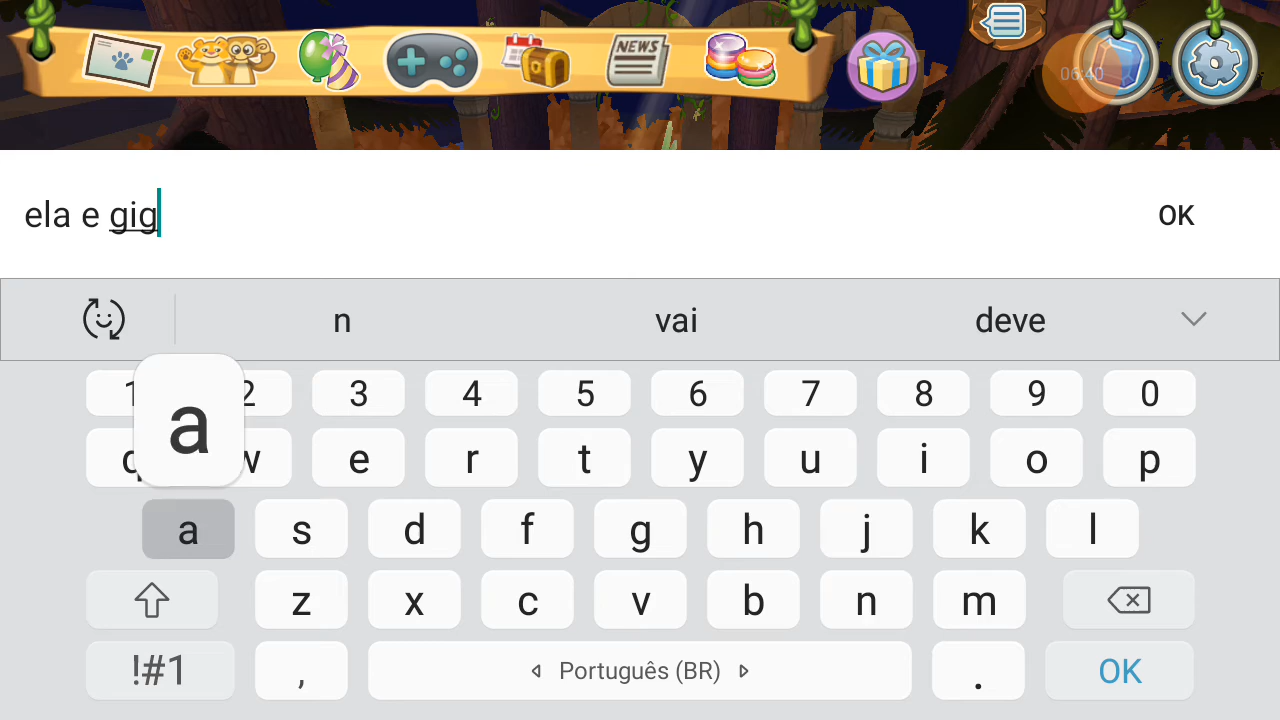 NEWS
06:40
ela e gig
OK
n vai deve
a
1 2 3 4 5 6 7 8 9 0
q w e r t y u i o p
a s d f g h j k l
z x c v b n m
!#1 , Português (BR) . OK